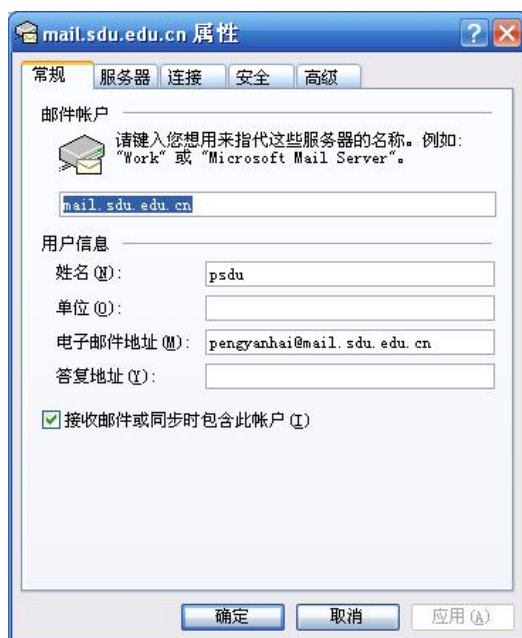 mail.sdu.edu.cn 属性
常规 服务器 连接 安全 高级
邮件帐户
请键入您想用来指代这些服务器的名称。例如:
"Work" 或 "Microsoft Mail Server"。
mail.sdu.edu.cn
用户信息
姓名(N): psdu
单位(O):
电子邮件地址(M): pengyanhai@mail.sdu.edu.cn
答复地址(Y):
接收邮件或同步时包含此帐户(I)
确定 取消 应用(A)